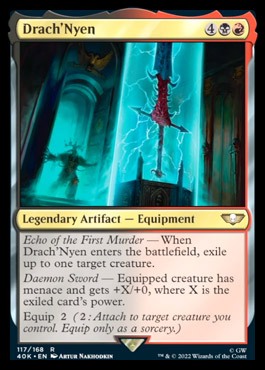 Drach'Nyen 4
Legendary Artifact — Equipment
Echo of the First Murder — When
Drach'Nyen enters the battlefield, exile
up to one target creature.
Daemon Sword — Equipped creature has
menace and gets +X/+0, where X is the
exiled card's power.
Equip 2 (2: Attach to target creature you
control. Equip only as a sorcery.)
117/168 R
40K • EN Artur Nakhodkin
© GW
™ & © 2022 Wizards of the Coast